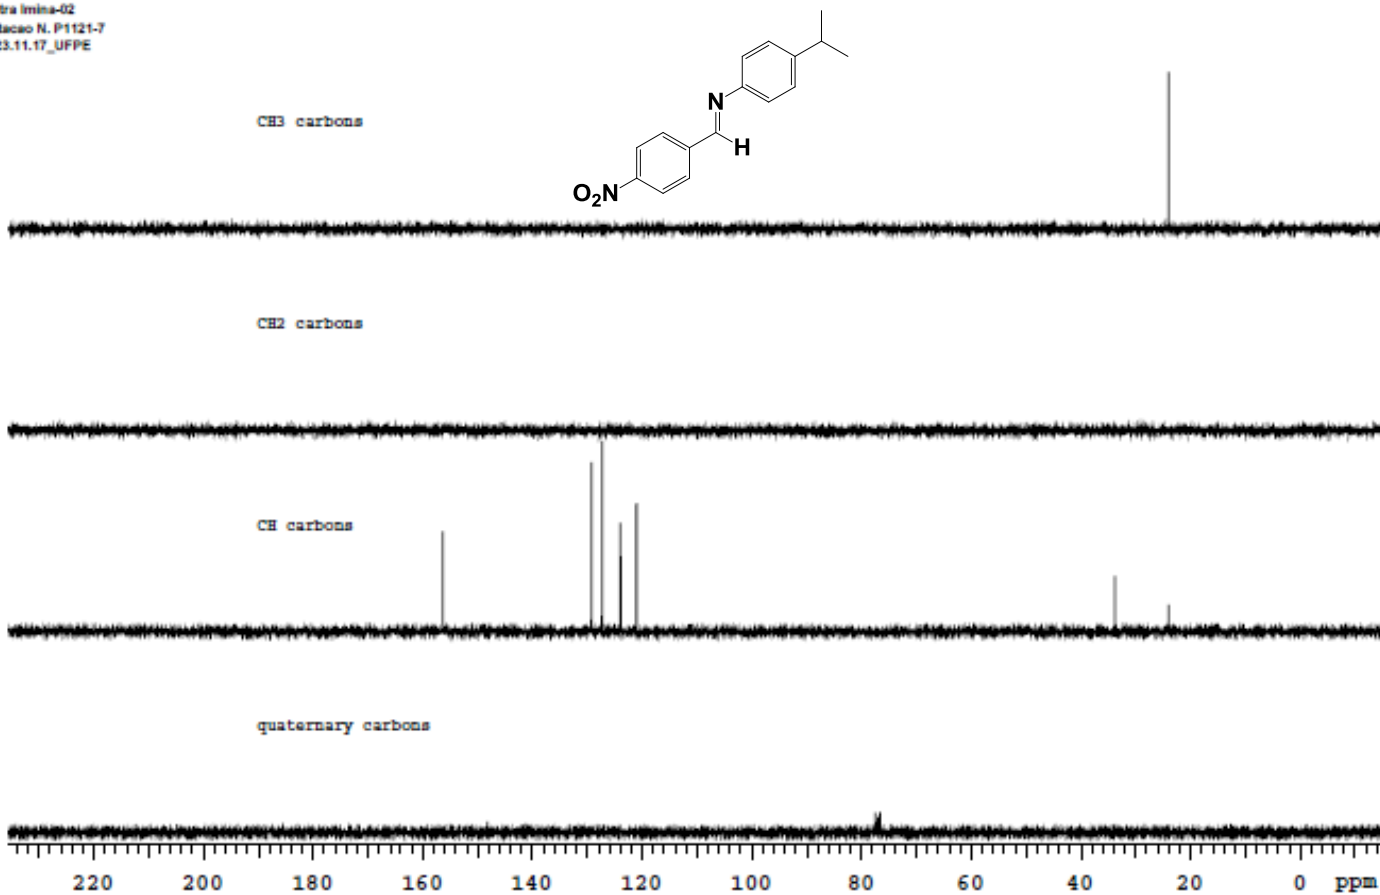 tra Imina-02
tacao N. P1121-7
23.11.17_UFPE
CH3 carbons
N
H
O2N
CH2 carbons
CH carbons
quaternary carbons
220 200 180 160 140 120 100 80 60 40 20 0 ppm